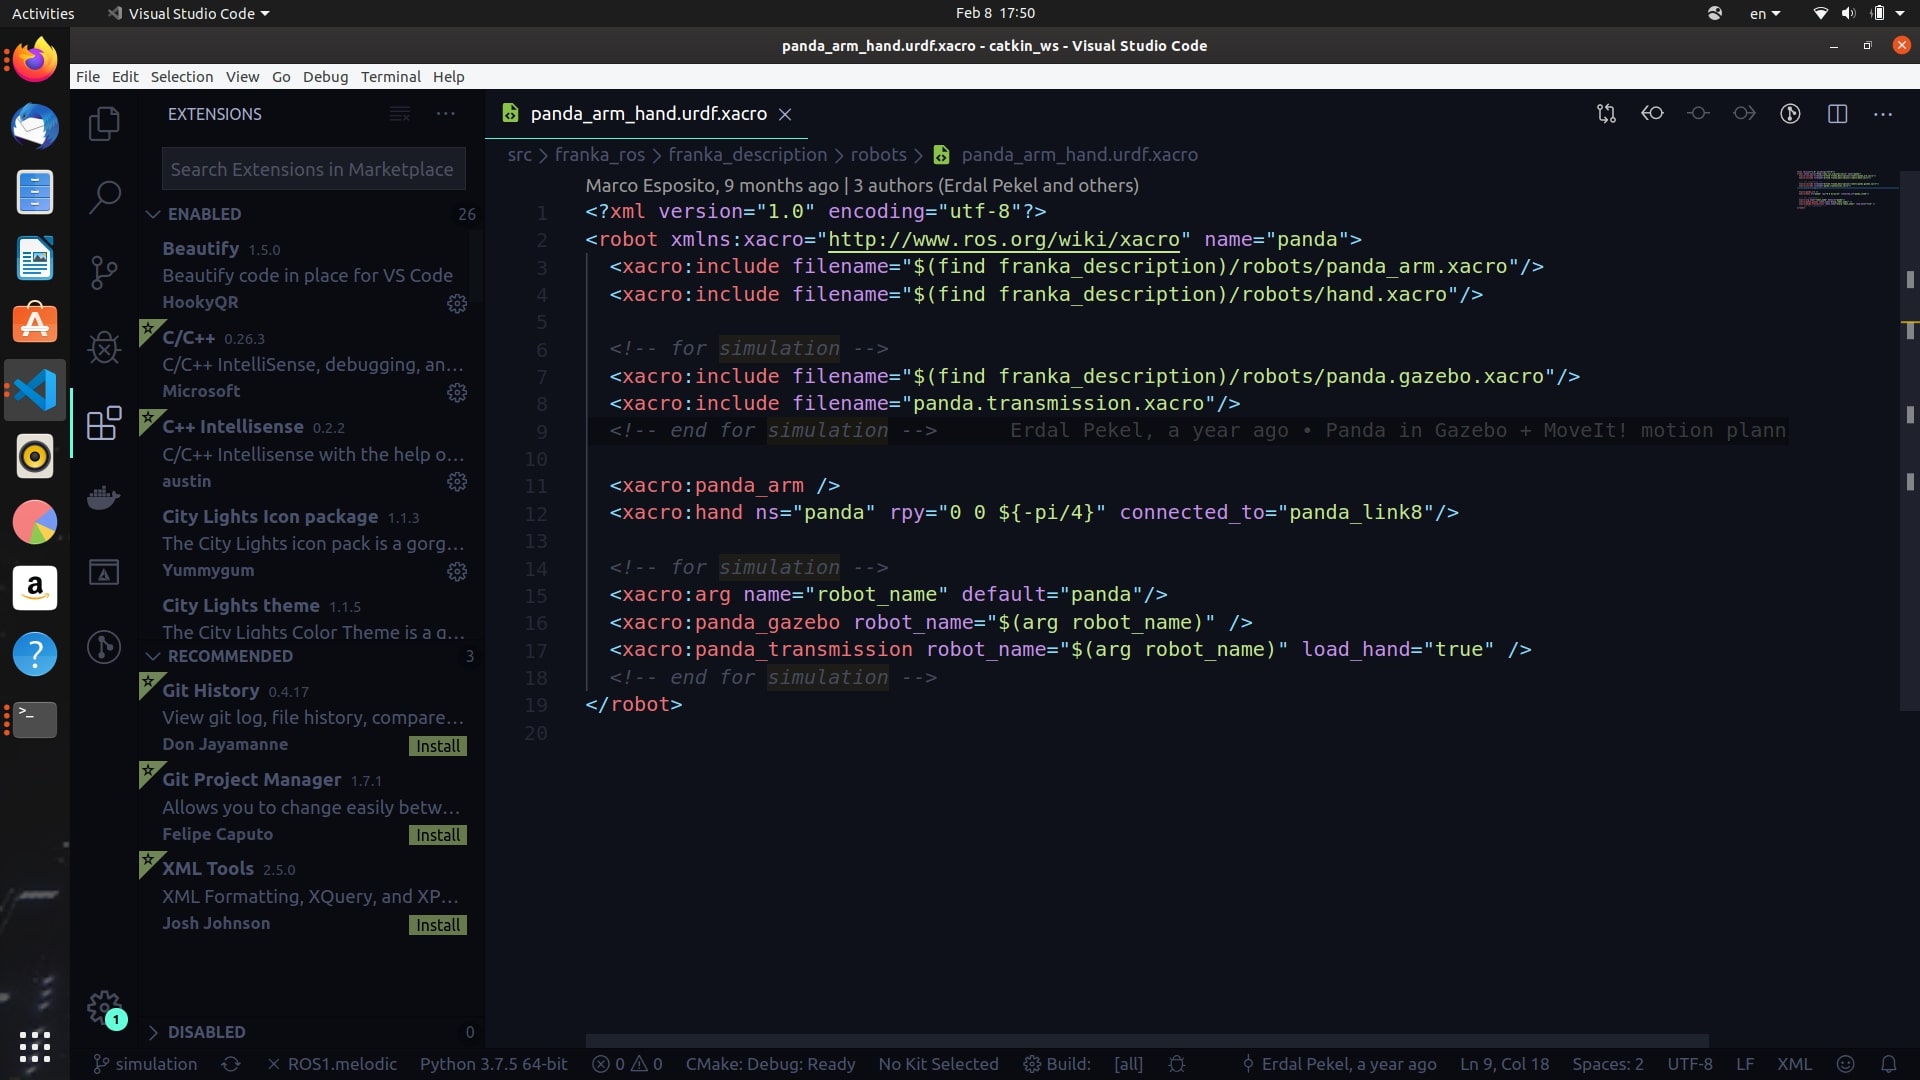 Activities
Visual Studio Code
Feb 8 17:50
en
panda_arm_hand.urdf.xacro - catkin_ws - Visual Studio Code
File Edit Selection View Go Debug Terminal Help
EXTENSIONS
Search Extensions in Marketplace
ENABLED 26
Beautify 1.5.0
Beautify code in place for VS Code
HookyQR
C/C++ 0.26.3
C/C++ IntelliSense, debugging, an...
Microsoft
C++ Intellisense 0.2.2
C/C++ Intellisense with the help o...
austin
City Lights Icon package 1.1.3
The City Lights icon pack is a gorg...
Yummygum
City Lights theme 1.1.5
The City Lights Color Theme is a g...
RECOMMENDED 3
Git History 0.4.17
View git log, file history, compare...
Don Jayamanne Install
Git Project Manager 1.7.1
Allows you to change easily betw...
Felipe Caputo Install
XML Tools 2.5.0
XML Formatting, XQuery, and XP...
Josh Johnson Install
1
DISABLED 0
panda_arm_hand.urdf.xacro
src > franka_ros > franka_description > robots > panda_arm_hand.urdf.xacro
Marco Esposito, 9 months ago | 3 authors (Erdal Pekel and others)
1 <?xml version="1.0" encoding="utf-8"?>
2 <robot xmlns:xacro="http://www.ros.org/wiki/xacro" name="panda">
3 <xacro:include filename="$(find franka_description)/robots/panda_arm.xacro"/>
4 <xacro:include filename="$(find franka_description)/robots/hand.xacro"/>
5
6 <!-- for simulation -->
7 <xacro:include filename="$(find franka_description)/robots/panda.gazebo.xacro"/>
8 <xacro:include filename="panda.transmission.xacro"/>
9 <!-- end for simulation --> Erdal Pekel, a year ago • Panda in Gazebo + MoveIt! motion plann
10
11 <xacro:panda_arm />
12 <xacro:hand ns="panda" rpy="0 0 ${-pi/4}" connected_to="panda_link8"/>
13
14 <!-- for simulation -->
15 <xacro:arg name="robot_name" default="panda"/>
16 <xacro:panda_gazebo robot_name="$(arg robot_name)" />
17 <xacro:panda_transmission robot_name="$(arg robot_name)" load_hand="true" />
18 <!-- end for simulation -->
19 </robot>
20
simulation ROS1.melodic Python 3.7.5 64-bit 0 0 CMake: Debug: Ready No Kit Selected Build: [all] Erdal Pekel, a year ago Ln 9, Col 18 Spaces: 2 UTF-8 LF XML